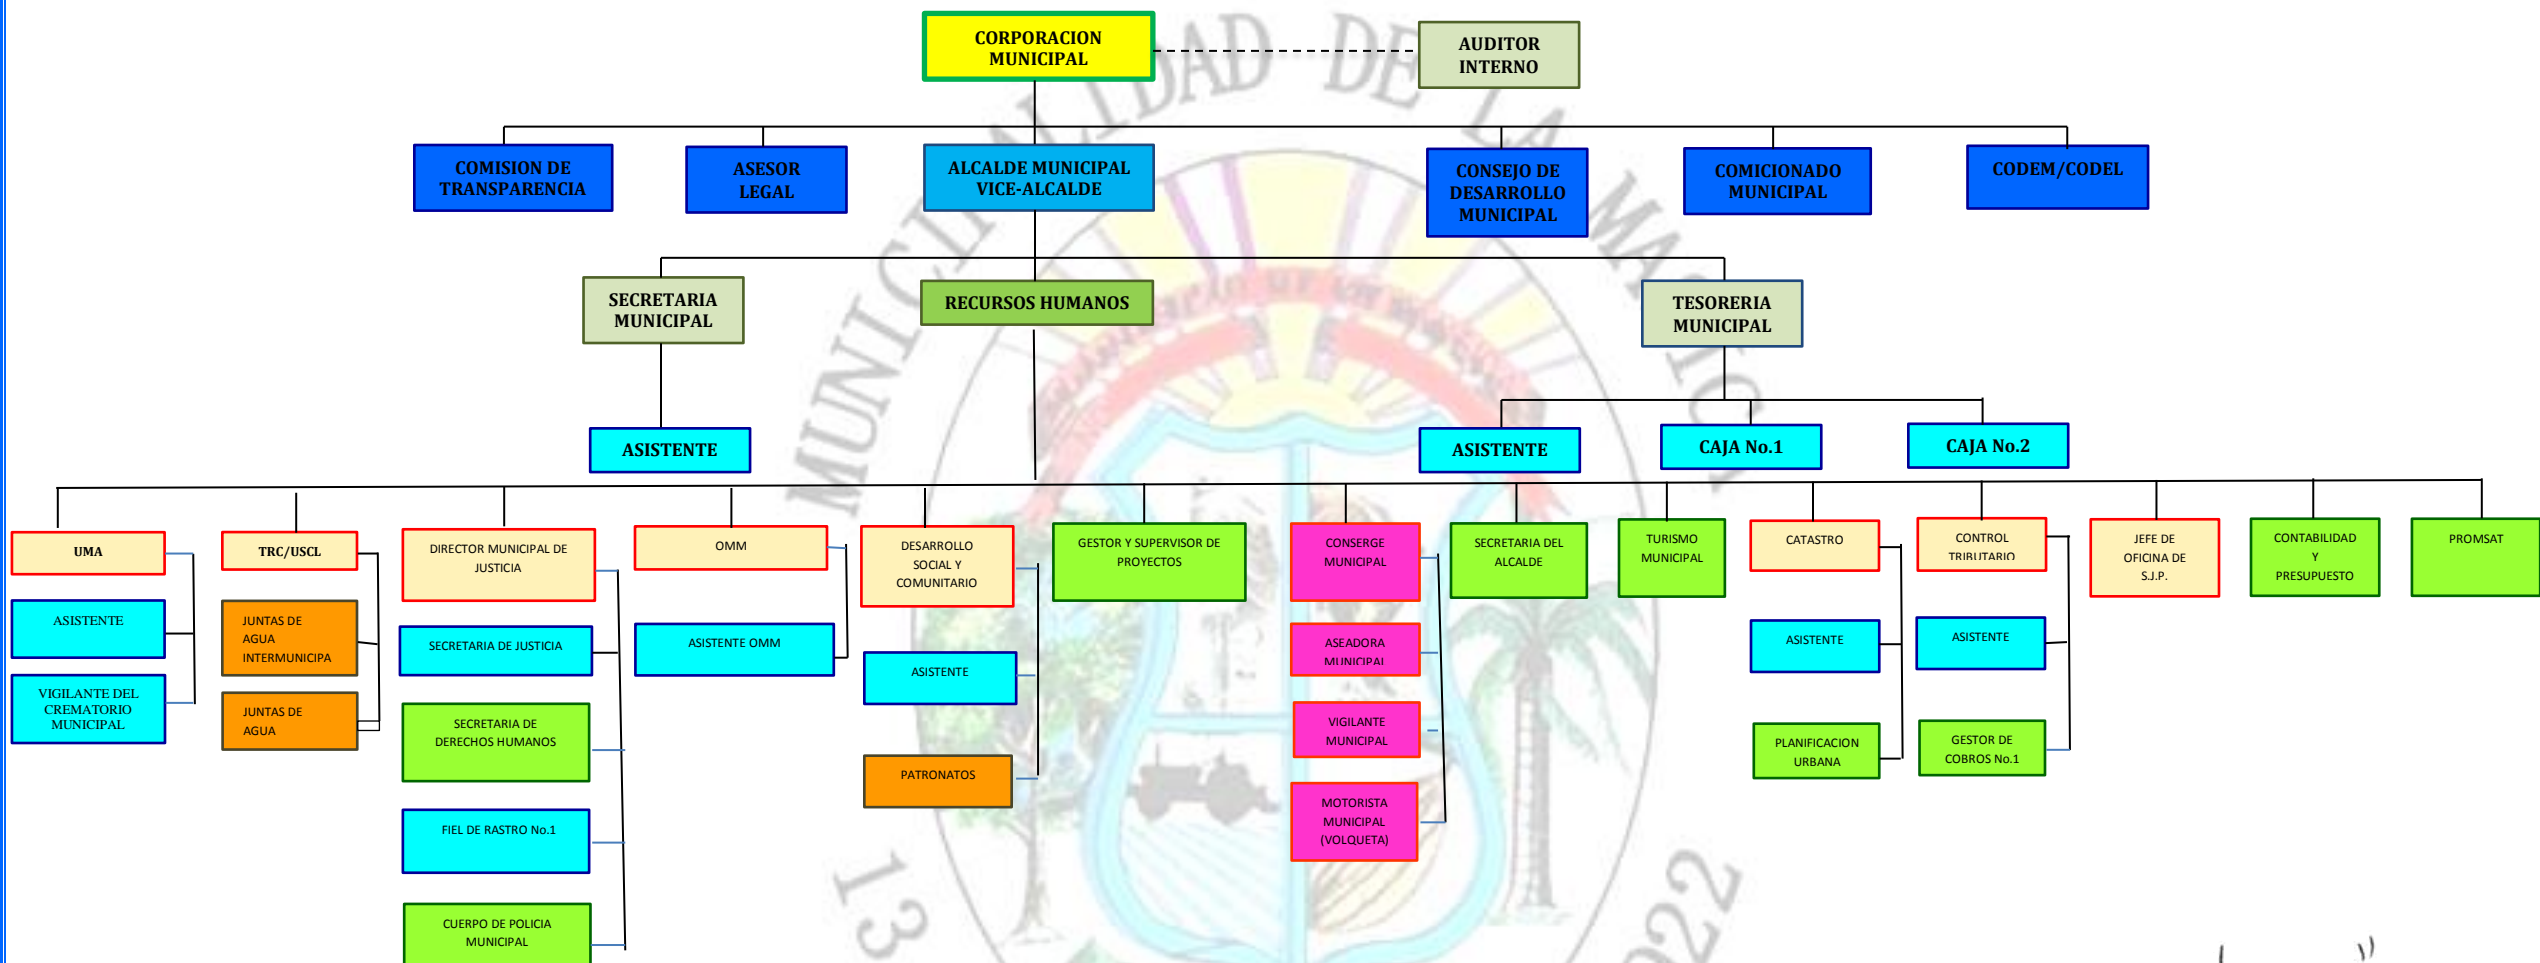 CORPORACION
MUNICIPAL
AUDITOR
INTERNO
MUNICIPALIDAD DE LA MASICA
COMISION DE
TRANSPARENCIA
ASESOR
LEGAL
ALCALDE MUNICIPAL
VICE-ALCALDE
CONSEJO DE
DESARROLLO
MUNICIPAL
COMICIONADO
MUNICIPAL
CODEM/CODEL
SECRETARIA
MUNICIPAL
RECURSOS HUMANOS
TESORERIA
MUNICIPAL
ASISTENTE
ASISTENTE
CAJA No.1
CAJA No.2
UMA
ASISTENTE
VIGILANTE DEL
CREMATORIO
MUNICIPAL
TRC/USCL
JUNTAS DE
AGUA
INTERMUNICIPA
JUNTAS DE
AGUA
DIRECTOR MUNICIPAL DE
JUSTICIA
SECRETARIA DE JUSTICIA
SECRETARIA DE
DERECHOS HUMANOS
FIEL DE RASTRO No.1
CUERPO DE POLICIA
MUNICIPAL
OMM
ASISTENTE OMM
DESARROLLO
SOCIAL Y
COMUNITARIO
ASISTENTE
PATRONATOS
GESTOR Y SUPERVISOR DE
PROYECTOS
CONSERGE
MUNICIPAL
ASEADORA
MUNICIPAL
VIGILANTE
MUNICIPAL
MOTORISTA
MUNICIPAL
(VOLQUETA)
SECRETARIA DEL
ALCALDE
TURISMO
MUNICIPAL
CATASTRO
ASISTENTE
PLANIFICACION
URBANA
CONTROL
TRIBUTARIO
ASISTENTE
GESTOR DE
COBROS No.1
JEFE DE
OFICINA DE
S.J.P.
CONTABILIDAD
Y
PRESUPUESTO
PROMSAT
13